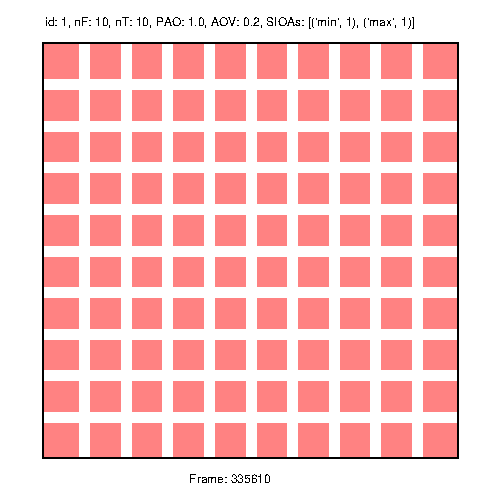 id: 1, nF: 10, nT: 10, PAO: 1.0, AOV: 0.2, SIOAs: [('min', 1), ('max', 1)]
Frame: 335610